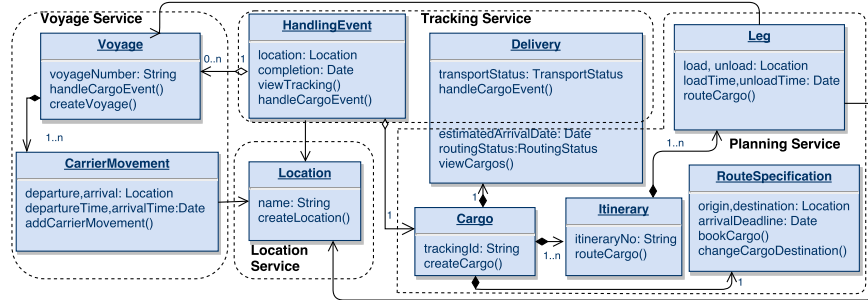 Voyage Service
Voyage
voyageNumber: String
handleCargoEvent()
createVoyage()
1..n
CarrierMovement
departure,arrival: Location
departureTime,arrivalTime:Date
addCarrierMovement()
0..n
1
HandlingEvent
location: Location
completion: Date
viewTracking()
handleCargoEvent()
Location
name: String
createLocation()
Location
Service
Tracking Service
Delivery
transportStatus: TransportStatus
handleCargoEvent()
estimatedArrivalDate: Date
routingStatus:RoutingStatus
viewCargos()
1
1
Cargo
trackingId: String
createCargo()
1..n
Itinerary
itineraryNo: String
routeCargo()
1..n
Leg
load, unload: Location
loadTime,unloadTime: Date
routeCargo()
Planning Service
RouteSpecification
origin,destination: Location
arrivalDeadline: Date
bookCargo()
changeCargoDestination()
1